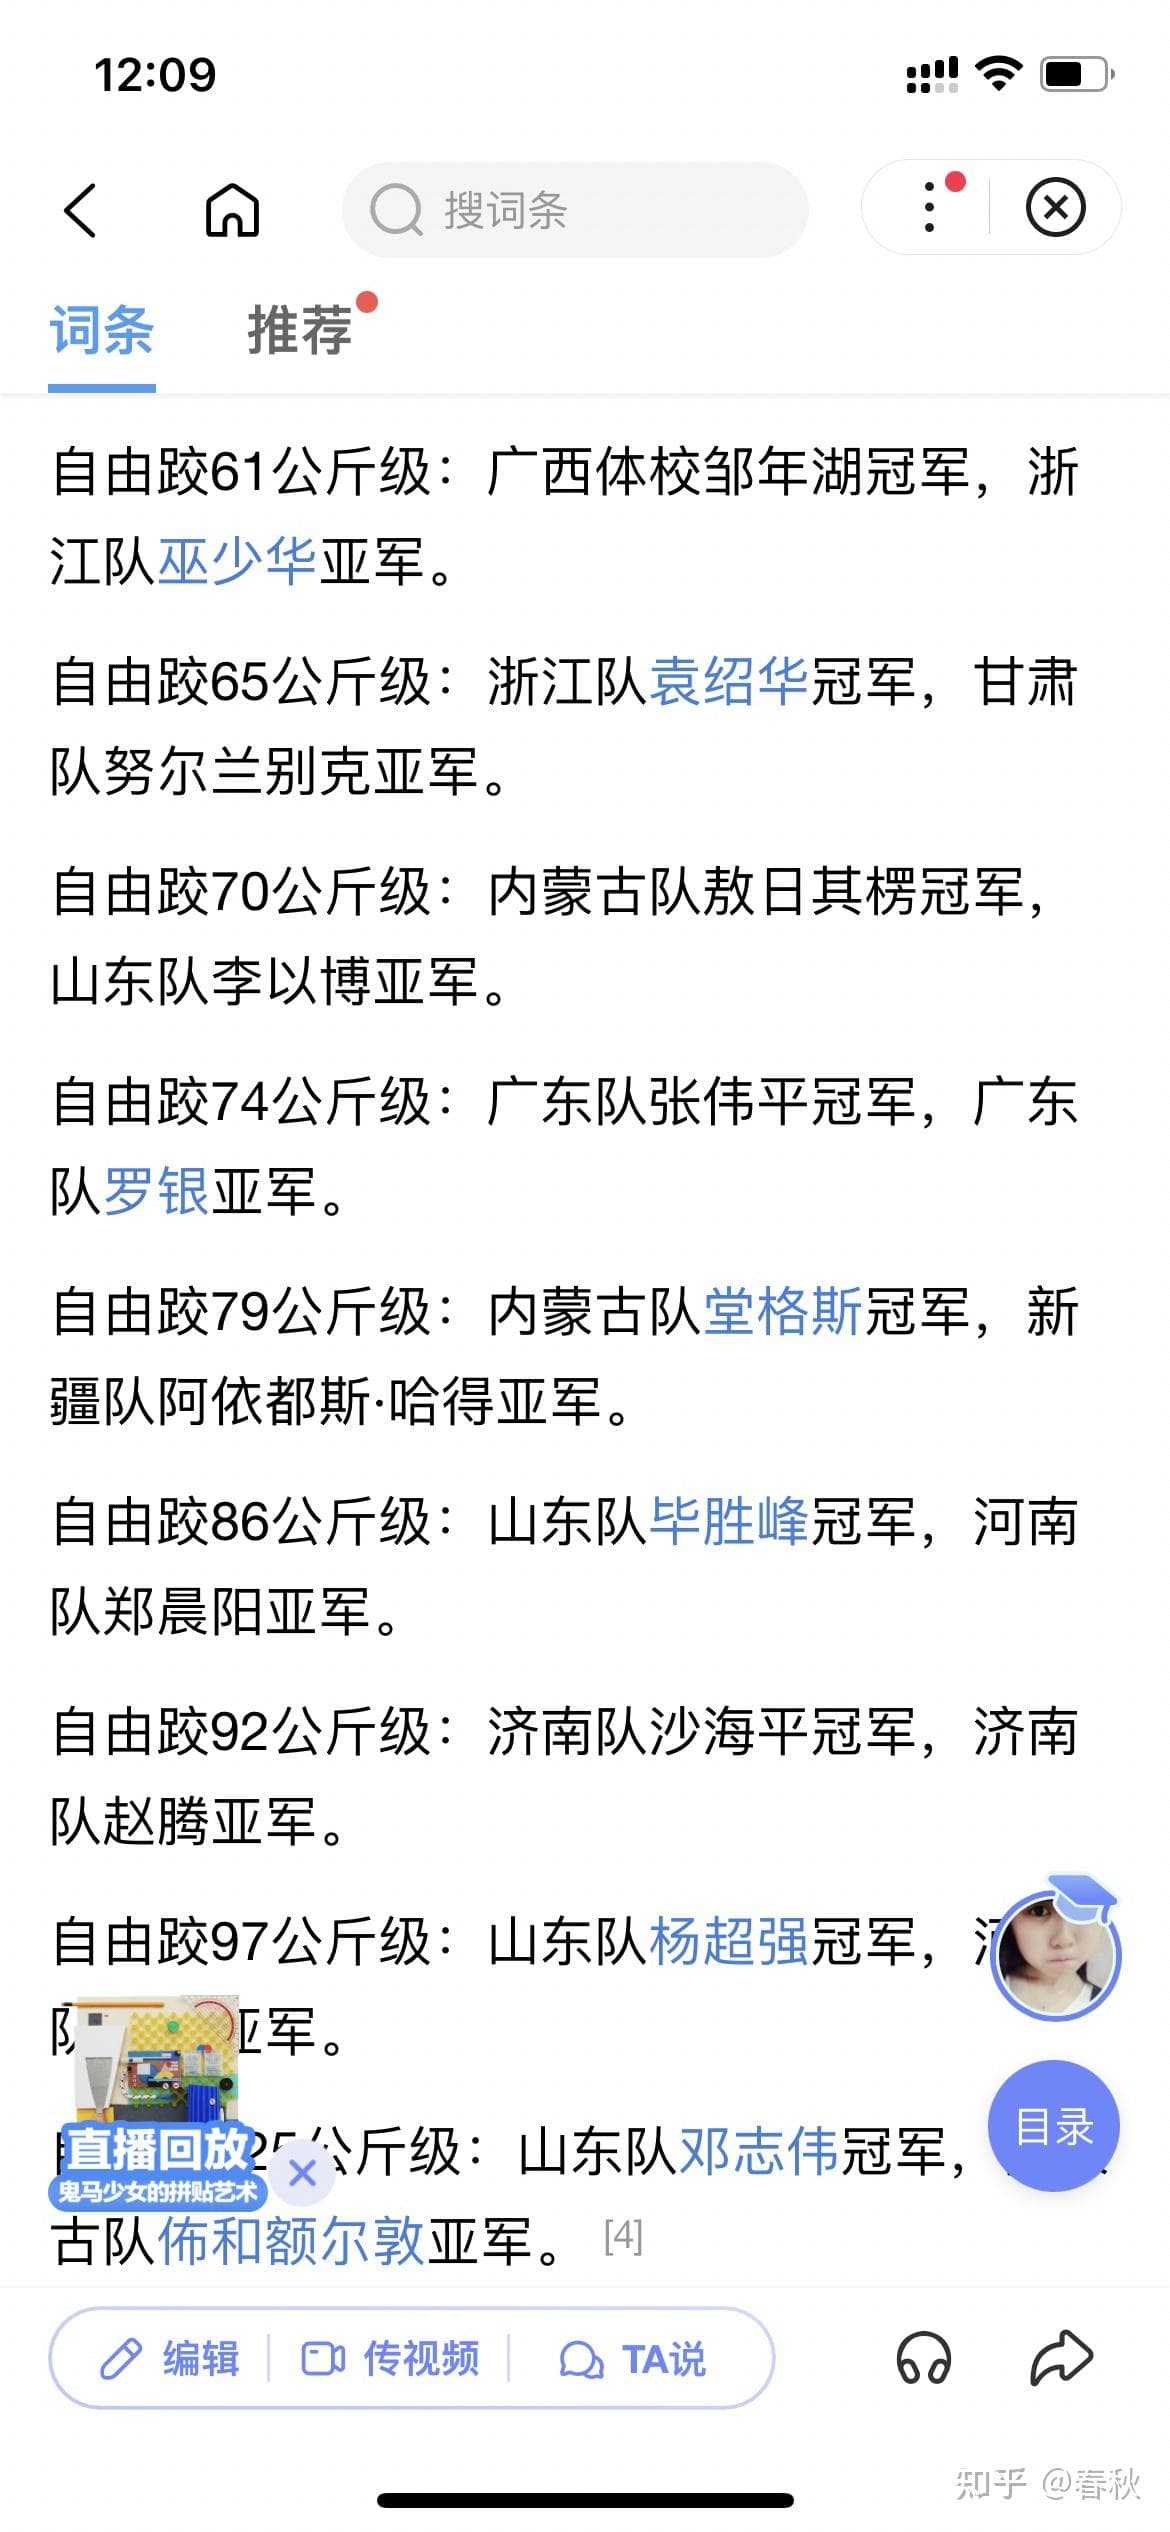 12:09
搜词条
词条 推荐
自由跤61公斤级：广西体校邹年湖冠军，浙
江队巫少华亚军。
自由跤65公斤级：浙江队袁绍华冠军，甘肃
队努尔兰别克亚军。
自由跤70公斤级：内蒙古队敖日其楞冠军，
山东队李以博亚军。
自由跤74公斤级：广东队张伟平冠军，广东
队罗银亚军。
自由跤79公斤级：内蒙古队堂格斯冠军，新
疆队阿依都斯·哈得亚军。
自由跤86公斤级：山东队毕胜峰冠军，河南
队郑晨阳亚军。
自由跤92公斤级：济南队沙海平冠军，济南
队赵腾亚军。
自由跤97公斤级：山东队杨超强冠军，
亚军。
25公斤级：山东队邓志伟冠军，
古队佈和额尔敦亚军。 [4]
直播回放
鬼马少女的拼贴艺术
目录
编辑 传视频 TA说
知乎 @春秋